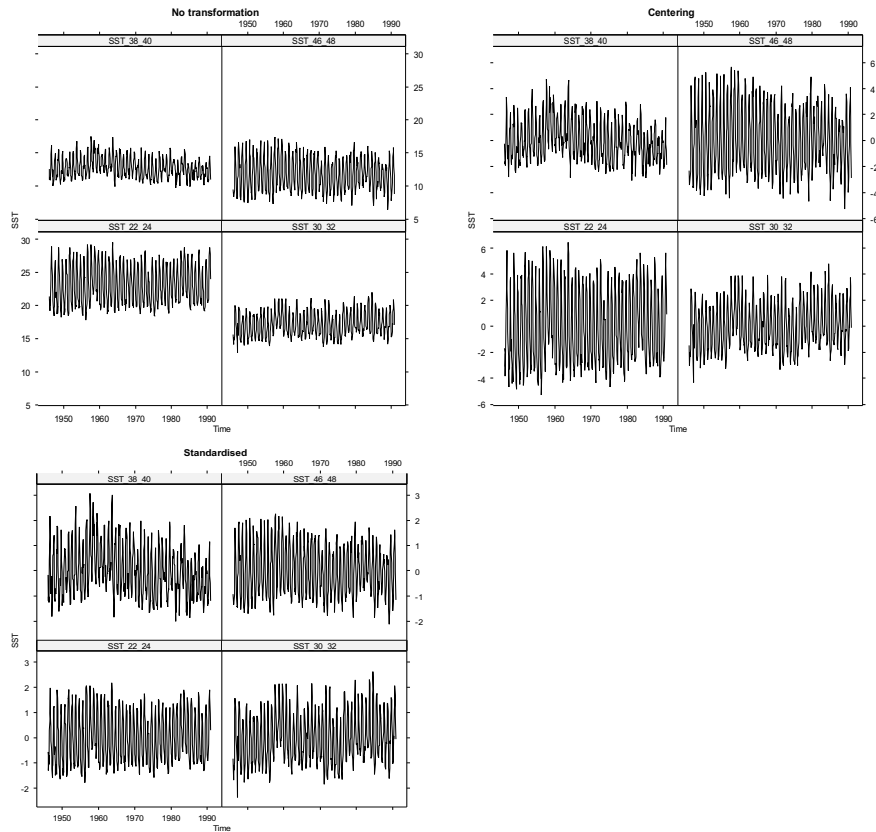 No transformation
1950 1960 1970 1980 1990
SST_38_40 SST_46_48
30
25
20
15
10
5
SST
SST_22_24 SST_30_32
30
25
20
15
10
5
1950 1960 1970 1980 1990
Time
Centering
1950 1960 1970 1980 1990
SST_38_40 SST_46_48
6
4
2
0
-2
-4
-6
SST
SST_22_24 SST_30_32
6
4
2
0
-2
-4
-6
1950 1960 1970 1980 1990
Time
Standardised
1950 1960 1970 1980 1990
SST_38_40 SST_46_48
3
2
1
0
-1
-2
SST
SST_22_24 SST_30_32
3
2
1
0
-1
-2
1950 1960 1970 1980 1990
Time